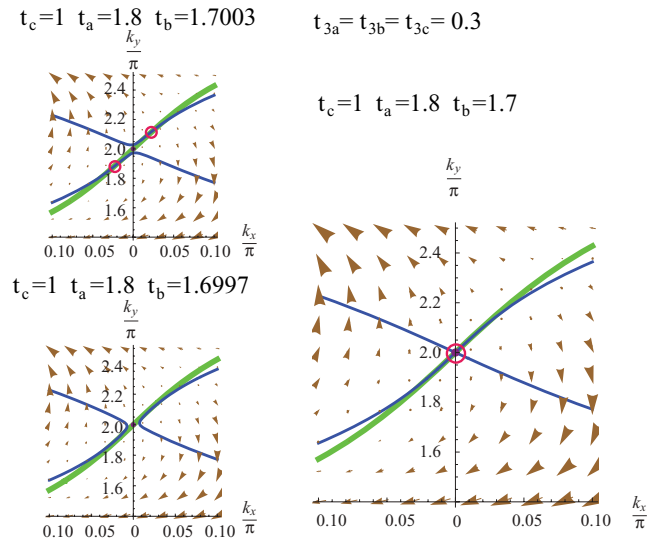 t_c=1 t_a=1.8 t_b=1.7003
k_y
π
2.4
2.2
2.0
1.8
1.6
0.10 0.05 0 0.05 0.10
k_x
π
t_c=1 t_a=1.8 t_b=1.6997
k_y
π
2.4
2.2
2.0
1.8
1.6
0.10 0.05 0 0.05 0.10
k_x
π
t_3a= t_3b= t_3c= 0.3
t_c=1 t_a=1.8 t_b=1.7
k_y
π
2.4
2.2
2.0
1.8
1.6
0.10 0.05 0 0.05 0.10
k_x
π